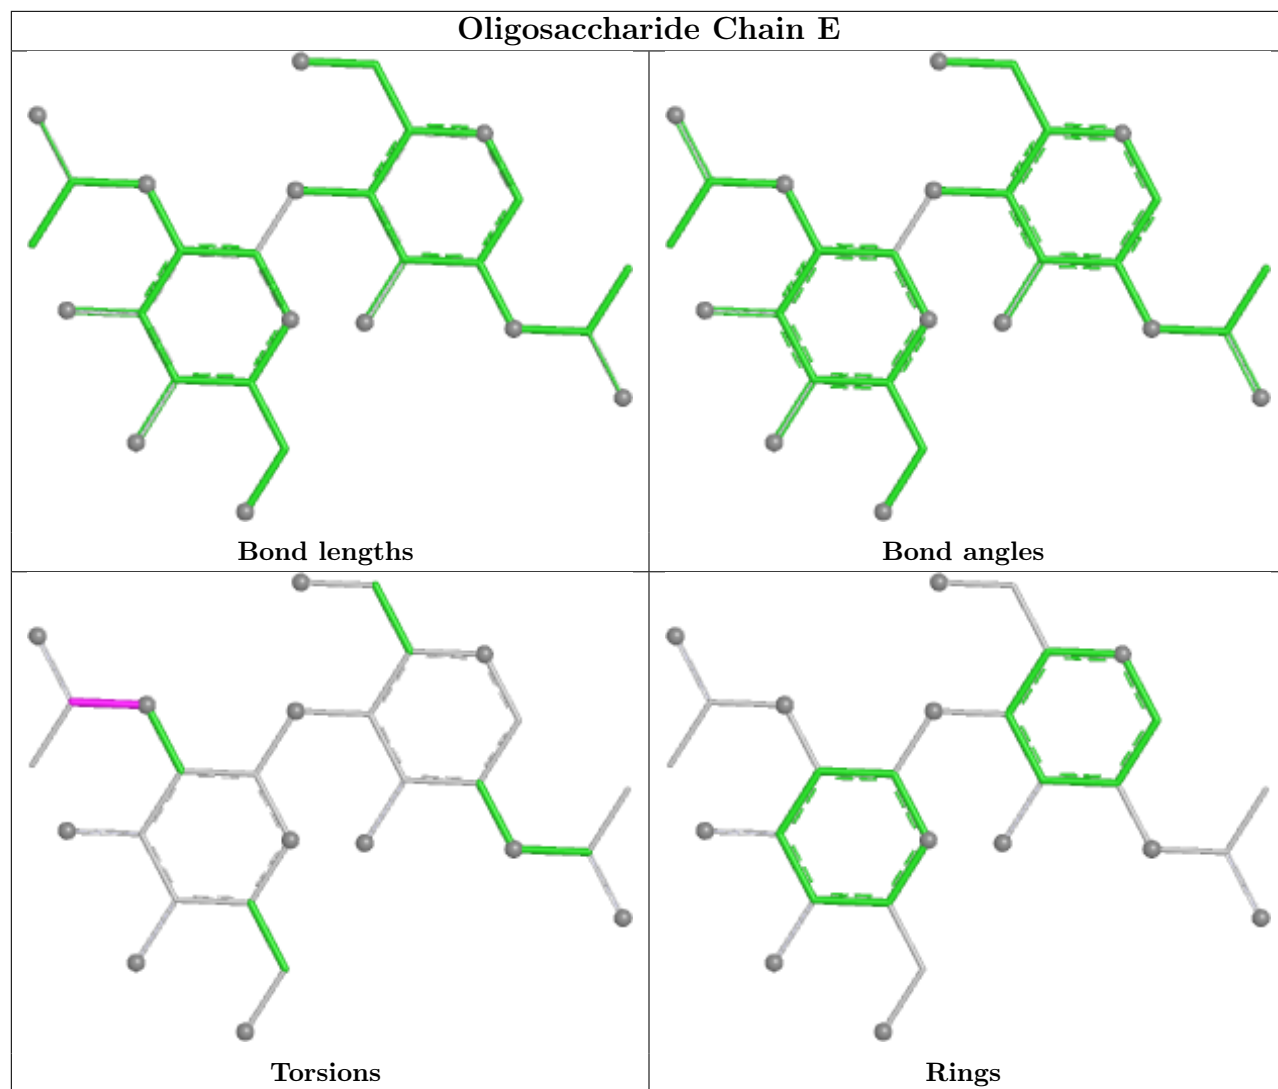 Oligosaccharide Chain E
Bond lengths
Bond angles
Torsions
Rings